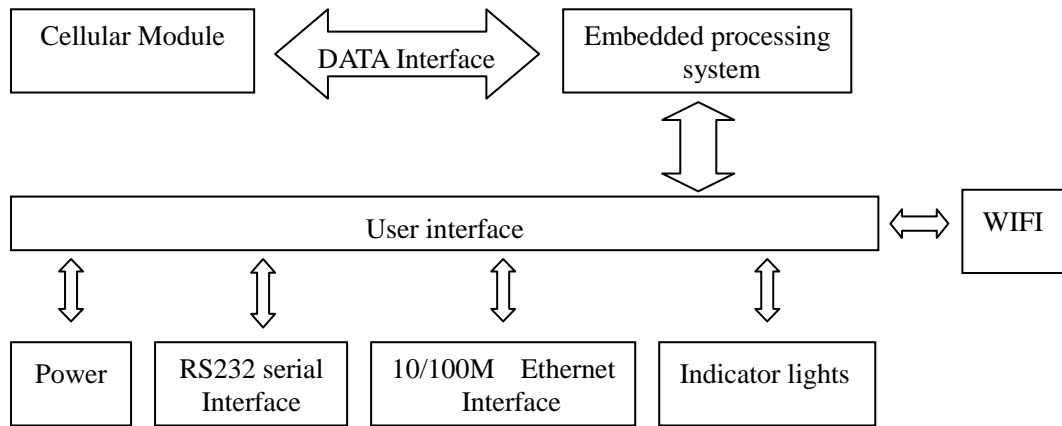 Cellular Module
DATA Interface
Embedded processing
system
User interface
WIFI
Power
RS232 serial
Interface
10/100M Ethernet
Interface
Indicator lights